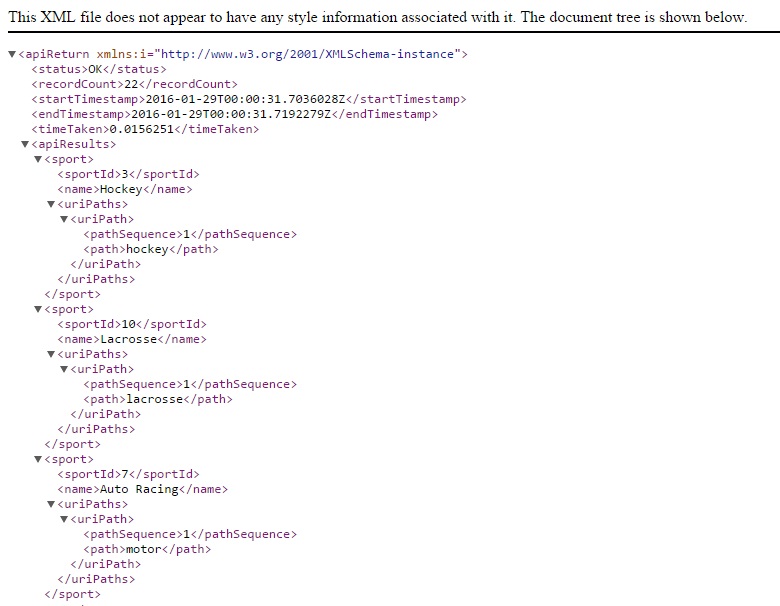 This XML file does not appear to have any style information associated with it. The document tree is shown below.
▼<apiReturn xmlns:i="http://www.w3.org/2001/XMLSchema-instance">
<status>OK</status>
<recordCount>22</recordCount>
<startTimestamp>2016-01-29T00:00:31.7036028Z</startTimestamp>
<endTimestamp>2016-01-29T00:00:31.7192279Z</endTimestamp>
<timeTaken>0.0156251</timeTaken>
▼<apiResults>
▼<sport>
<sportId>3</sportId>
<name>Hockey</name>
▼<uriPaths>
▼<uriPath>
<pathSequence>1</pathSequence>
<path>hockey</path>
</uriPath>
</uriPaths>
</sport>
▼<sport>
<sportId>10</sportId>
<name>Lacrosse</name>
▼<uriPaths>
▼<uriPath>
<pathSequence>1</pathSequence>
<path>lacrosse</path>
</uriPath>
</uriPaths>
</sport>
▼<sport>
<sportId>7</sportId>
<name>Auto Racing</name>
▼<uriPaths>
▼<uriPath>
<pathSequence>1</pathSequence>
<path>motor</path>
</uriPath>
</uriPaths>
</sport>